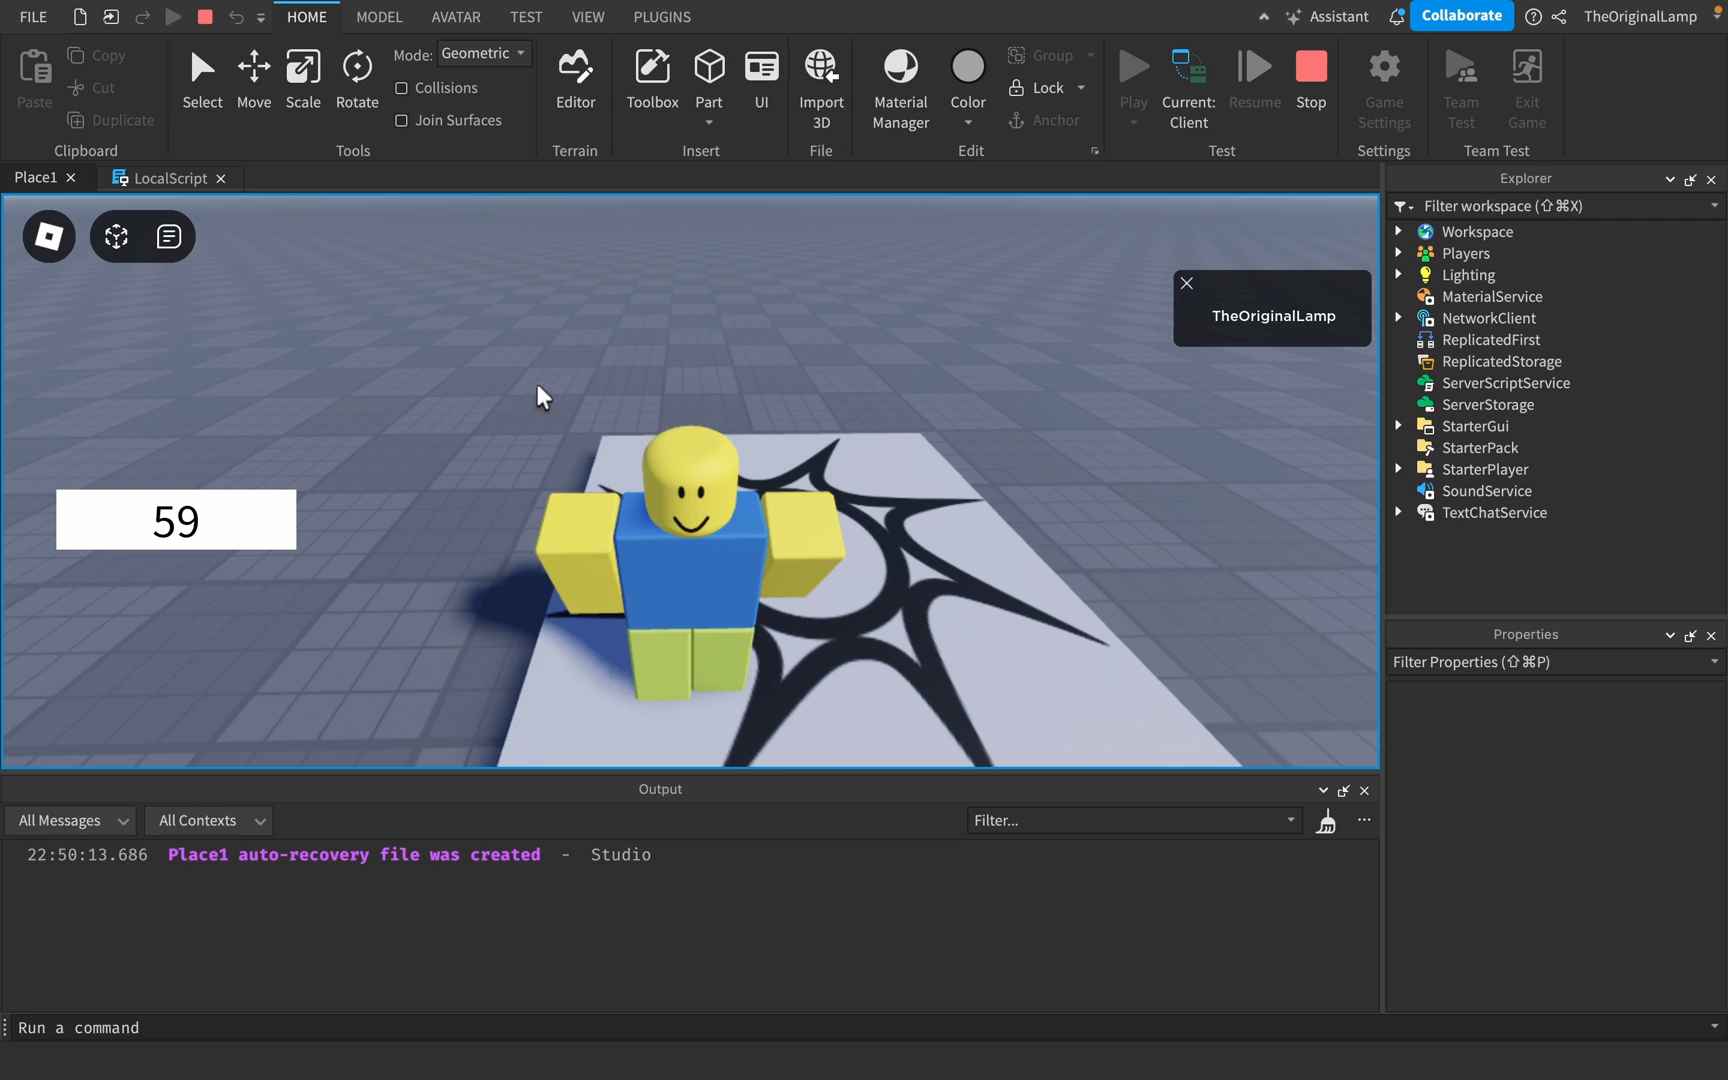 FILE HOME MODEL AVATAR TEST VIEW PLUGINS Assistant Collaborate TheOriginalLamp
Paste Copy Cut Duplicate
Clipboard
Select Move Scale Rotate
Mode: Geometric
Collisions
Join Surfaces
Tools
Editor
Terrain
Toolbox Part UI
Insert
Import
3D
File
Material
Manager
Color
Group
Lock
Anchor
Edit
Play
Current:
Client
Resume
Stop
Test
Game
Settings
Settings
Team
Test
Exit
Game
Team Test
Place1
LocalScript
TheOriginalLamp
59
Explorer
Filter workspace (⇧⌘X)
Workspace
Players
Lighting
MaterialService
NetworkClient
ReplicatedFirst
ReplicatedStorage
ServerScriptService
ServerStorage
StarterGui
StarterPack
StarterPlayer
SoundService
TextChatService
Properties
Filter Properties (⇧⌘P)
Output
All Messages All Contexts Filter...
22:50:13.686 Place1 auto-recovery file was created - Studio
Run a command